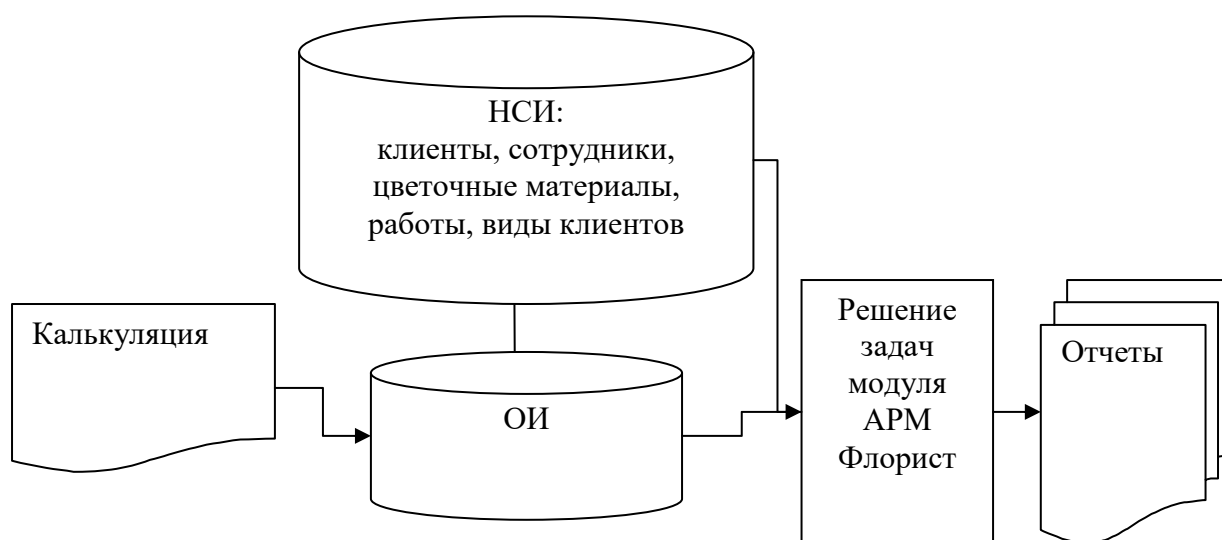 НСИ:
клиенты, сотрудники,
цветочные материалы,
работы, виды клиентов
Калькуляция
ОИ
Решение
задач
модуля
АРМ
Флорист
Отчеты